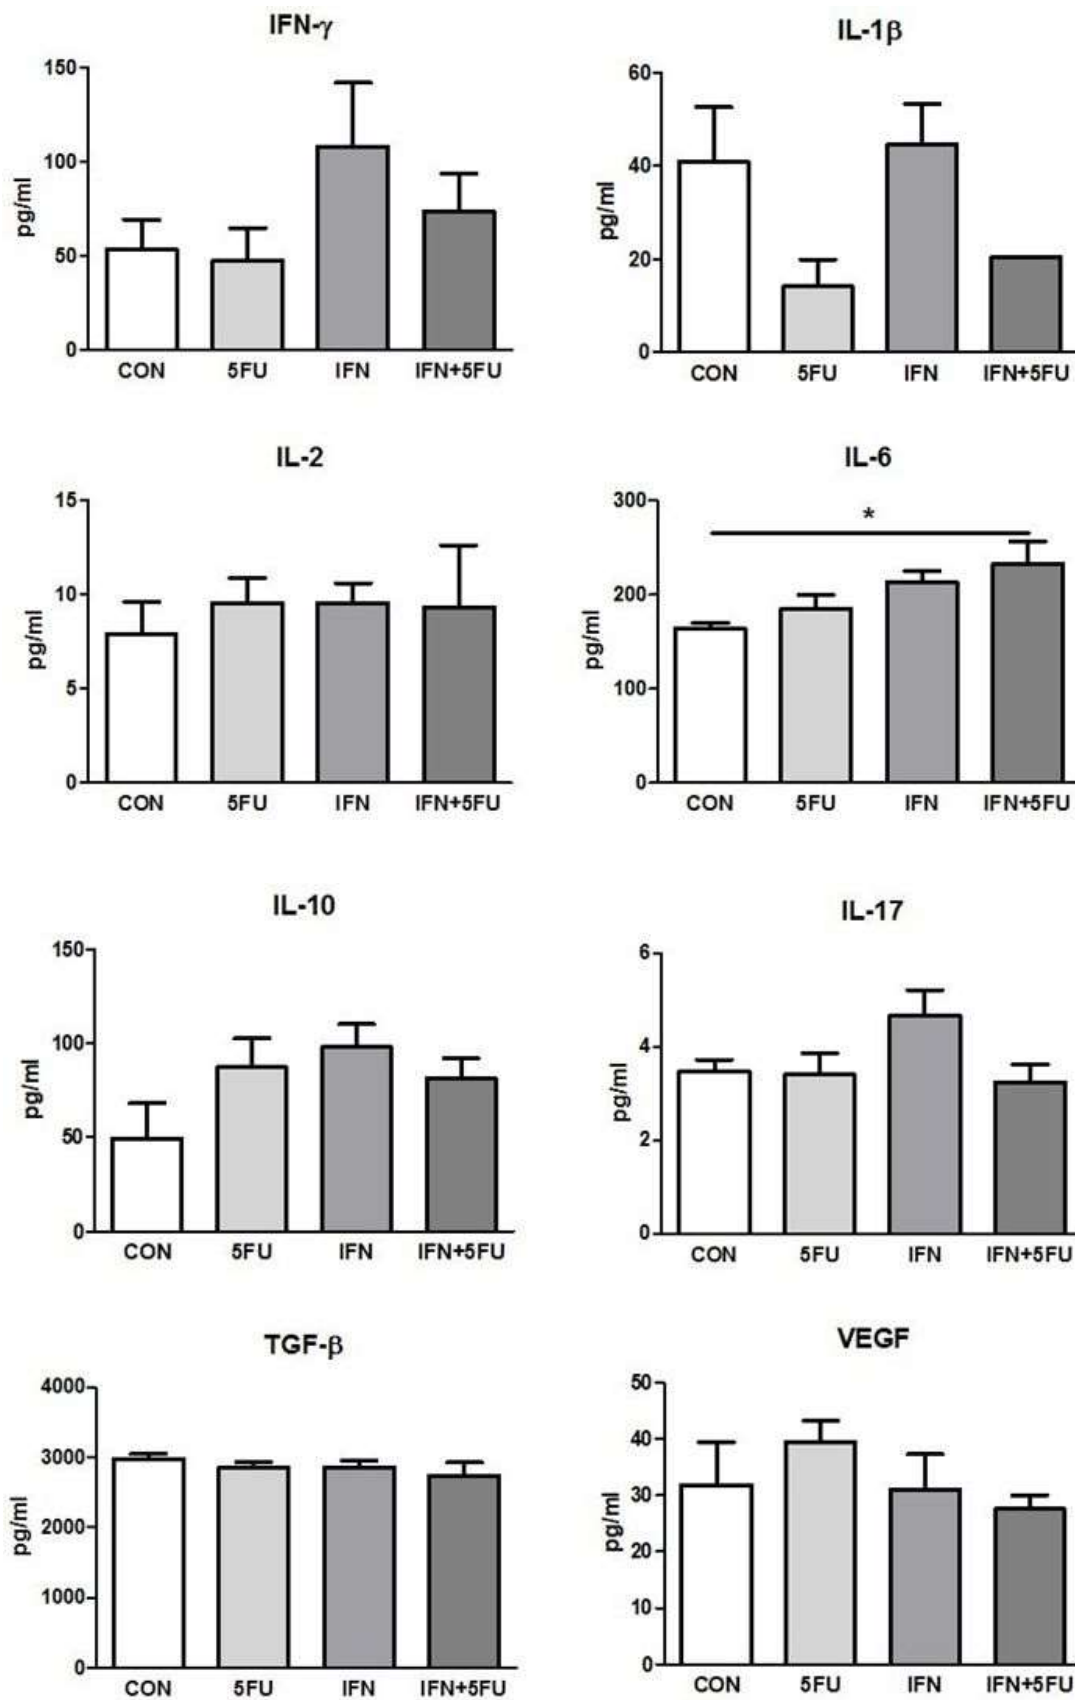 IFN-γ
150
100
50
0
pg/ml
CON 5FU IFN IFN+5FU
IL-1β
60
40
20
0
pg/ml
CON 5FU IFN IFN+5FU
IL-2
15
10
5
0
pg/ml
CON 5FU IFN IFN+5FU
IL-6
300
200
100
0
pg/ml
*
CON 5FU IFN IFN+5FU
IL-10
150
100
50
0
pg/ml
CON 5FU IFN IFN+5FU
IL-17
6
4
2
0
pg/ml
CON 5FU IFN IFN+5FU
TGF-β
4000
3000
2000
1000
0
pg/ml
CON 5FU IFN IFN+5FU
VEGF
50
40
30
20
10
0
pg/ml
CON 5FU IFN IFN+5FU